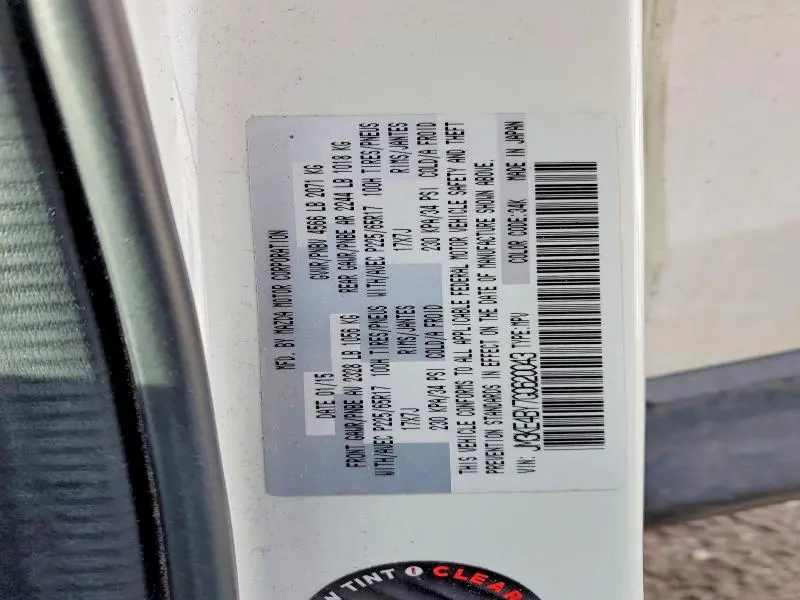 MFD. BY MAZDA MOTOR CORPORATION
DATE 01/15 GVWR/PNBV 4566 LB 2071 KG
FRONT GAWR/PNBE AV 2328 LB 1056 KG REAR GAWR/PNBE AR 2244 LB 1018 KG
WITH/AVEC P225/65R17 100H TIRES/PNEUS WITH/AVEC P225/65R17 100H TIRES/PNEUS
17X7J RIMS/JANTES 17X7J RIMS/JANTES
230 KPA/34 PSI COLD/A FROID 230 KPA/34 PSI COLD/A FROID
THIS VEHICLE CONFORMS TO ALL APPLICABLE FEDERAL MOTOR VEHICLE SAFETY AND THEFT
PREVENTION STANDARDS IN EFFECT ON THE DATE OF MANUFACTURE SHOWN ABOVE.
COLOR CODE:34K MADE IN JAPAN
VIN: JM3KE4BY7G0620043 TYPE:MPV
TINT CLEAR